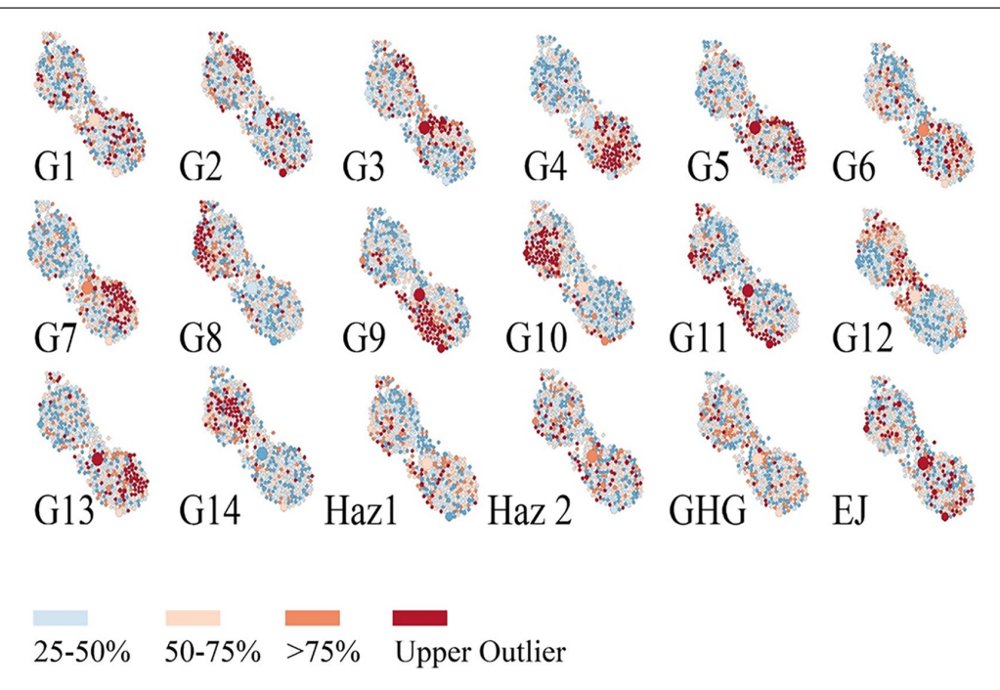 G1 G2 G3 G4 G5 G6
G7 G8 G9 G10 G11 G12
G13 G14 Haz1 Haz 2 GHG EJ
25-50% 50-75% >75% Upper Outlier